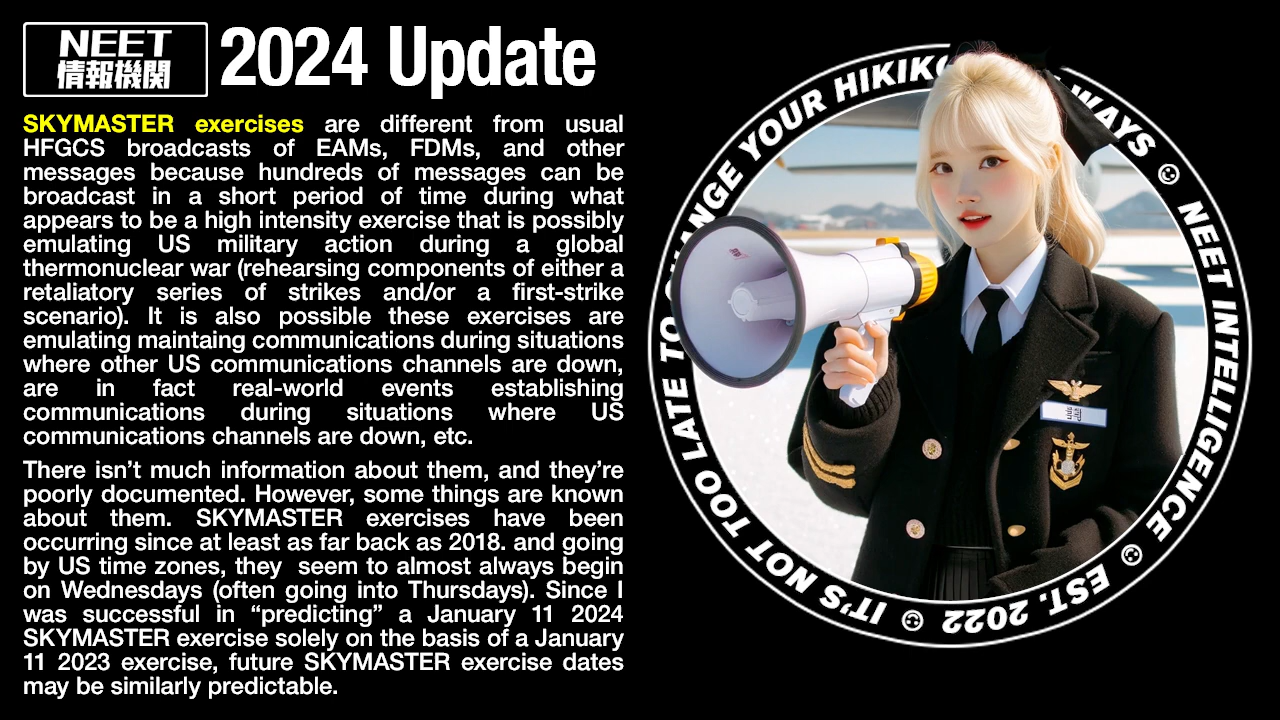 NEET
情報機関
2024 Update
SKYMASTER exercises are different from usual
HFGCS broadcasts of EAMs, FDMs, and other
messages because hundreds of messages can be
broadcast in a short period of time during what
appears to be a high intensity exercise that is possibly
emulating US military action during a global
thermonuclear war (rehearsing components of either a
retaliatory series of strikes and/or a first-strike
scenario). It is also possible these exercises are
emulating maintaing communications during situations
where other US communications channels are down,
are in fact real-world events establishing
communications during situations where US
communications channels are down, etc.
There isn’t much information about them, and they’re
poorly documented. However, some things are known
about them. SKYMASTER exercises have been
occurring since at least as far back as 2018. and going
by US time zones, they seem to almost always begin
on Wednesdays (often going into Thursdays). Since I
was successful in “predicting” a January 11 2024
SKYMASTER exercise solely on the basis of a January
11 2023 exercise, future SKYMASTER exercise dates
may be similarly predictable.
IT'S NOT TOO LATE TO YOUR WAYS
NEET INTELLIGENCE
EST. 2022